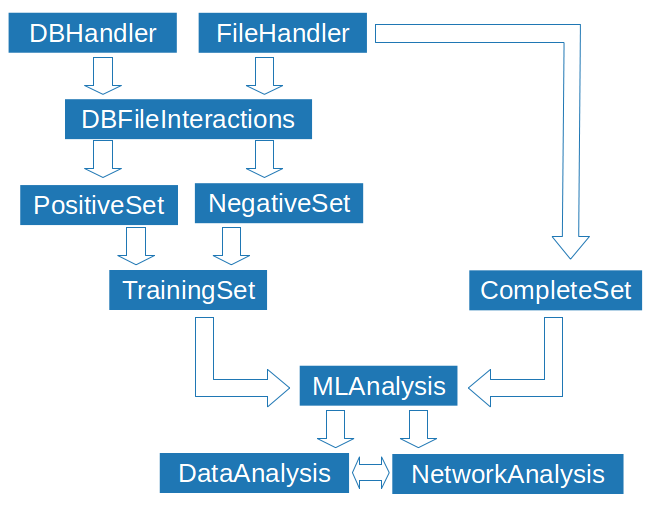 DBHandler
FileHandler
DBFileInteractions
PositiveSet
NegativeSet
TrainingSet
CompleteSet
MLAnalysis
DataAnalysis
NetworkAnalysis